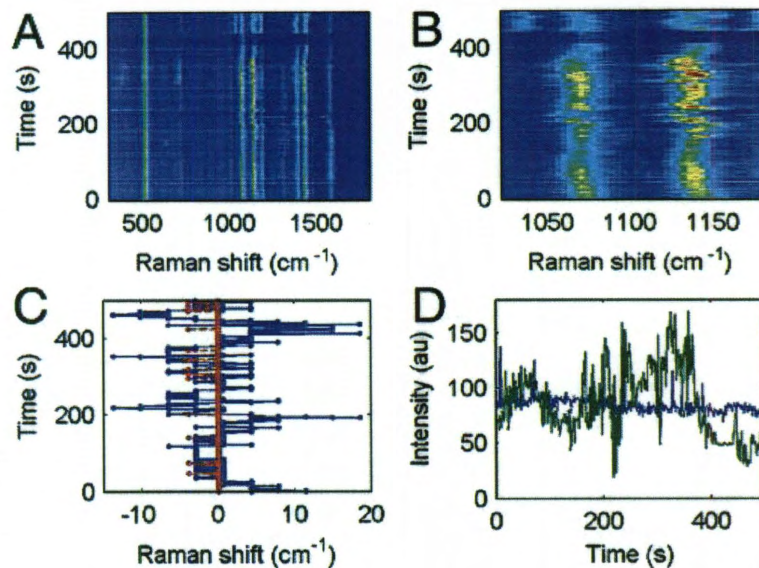 A
Time (s)
400
200
0
500 1000 1500
Raman shift (cm⁻¹)
B
Time (s)
400
200
0
1050 1100 1150
Raman shift (cm⁻¹)
C
Time (s)
400
200
0
-10 0 10 20
Raman shift (cm⁻¹)
D
Intensity (au)
150
100
50
0
0 200 400
Time (s)